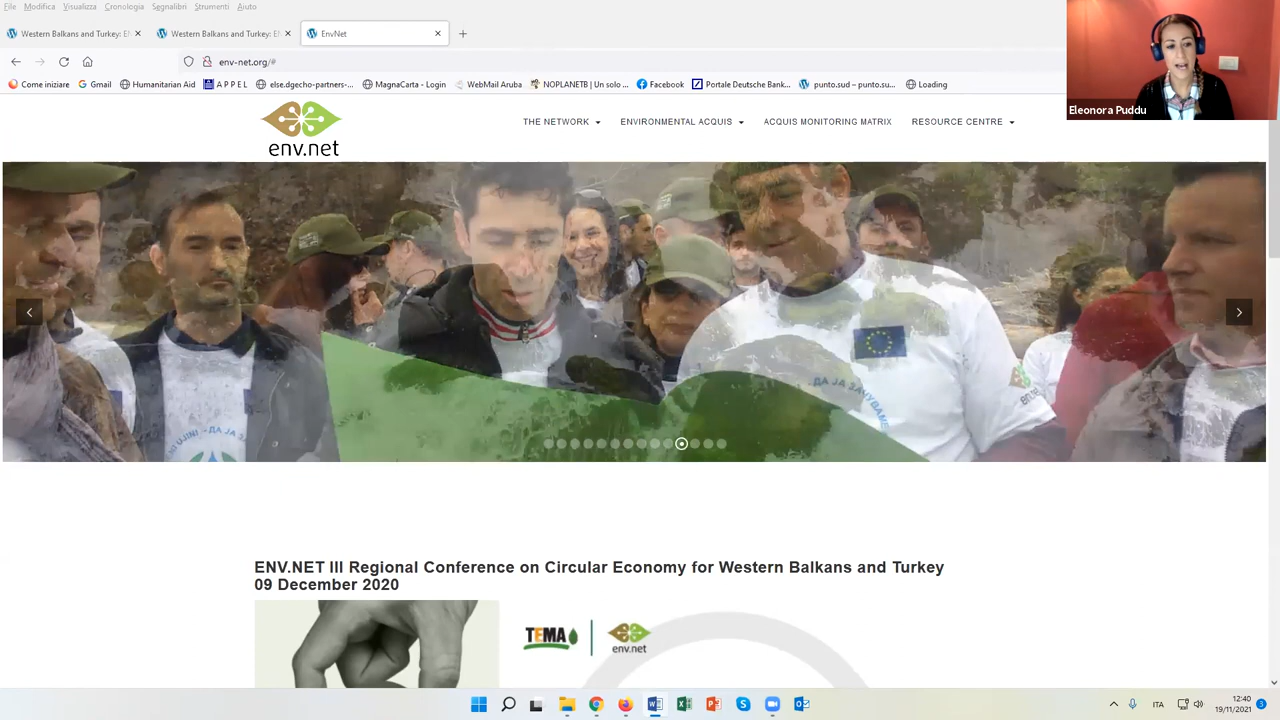 File Modifica Visualizza Cronologia Segnalibri Strumenti Aiuto
Western Balkans and Turkey: E
Western Balkans and Turkey: E
EnvNet
env-net.org/#
Come iniziare Gmail Humanitarian Aid A P P E L else.dgecho-partners-... MagnaCarta - Login WebMail Aruba NOPLANETB | Un solo ... Facebook Portale Deutsche Bank... punto.sud – punto.su... Loading
Eleonora Puddu
env.net
THE NETWORK ENVIRONMENTAL ACQUIS ACQUIS MONITORING MATRIX RESOURCE CENTRE
ДА ЈА ЗАЧУВАМЕ
ENV.NET III Regional Conference on Circular Economy for Western Balkans and Turkey
09 December 2020
TEMA
env.net
ITA
12:40
19/11/2021
3